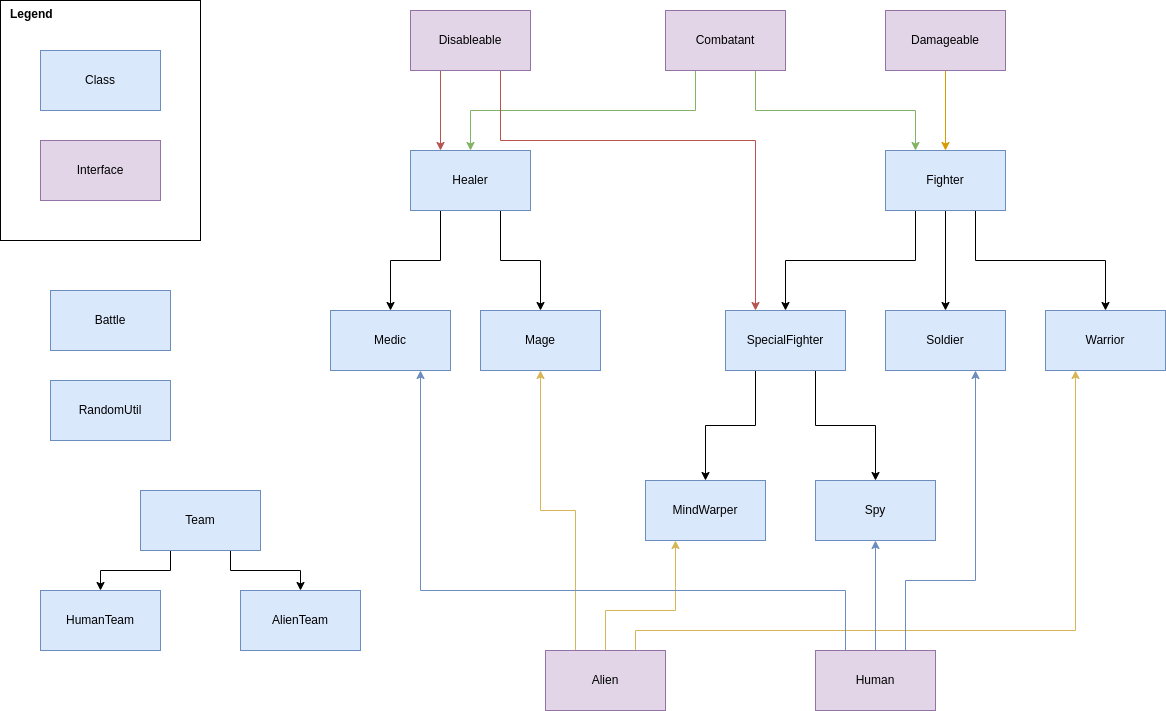 Legend
Class
Interface
Disableable
Combatant
Damageable
Healer
Fighter
Battle
RandomUtil
Medic
Mage
SpecialFighter
Soldier
Warrior
Team
HumanTeam
AlienTeam
MindWarper
Spy
Alien
Human